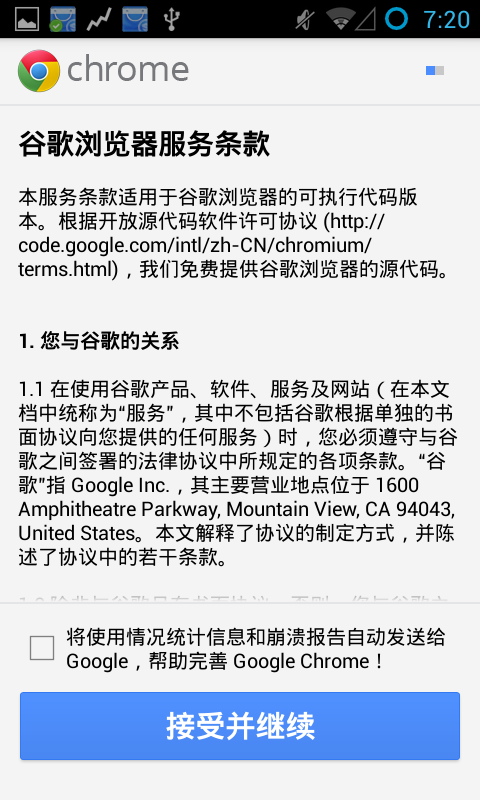 7:20
chrome
谷歌浏览器服务条款
本服务条款适用于谷歌浏览器的可执行代码版
本。根据开放源代码软件许可协议 (http://
code.google.com/intl/zh-CN/chromium/
terms.html)，我们免费提供谷歌浏览器的源代码。
1. 您与谷歌的关系
1.1 在使用谷歌产品、软件、服务及网站（在本文
档中统称为“服务”，其中不包括谷歌根据单独的书
面协议向您提供的任何服务）时，您必须遵守与谷
歌之间签署的法律协议中所规定的各项条款。“谷
歌”指 Google Inc.，其主要营业地点位于 1600
Amphitheatre Parkway, Mountain View, CA 94043,
United States。本文解释了协议的制定方式，并陈
述了协议中的若干条款。
将使用情况统计信息和崩溃报告自动发送给
Google，帮助完善 Google Chrome！
接受并继续